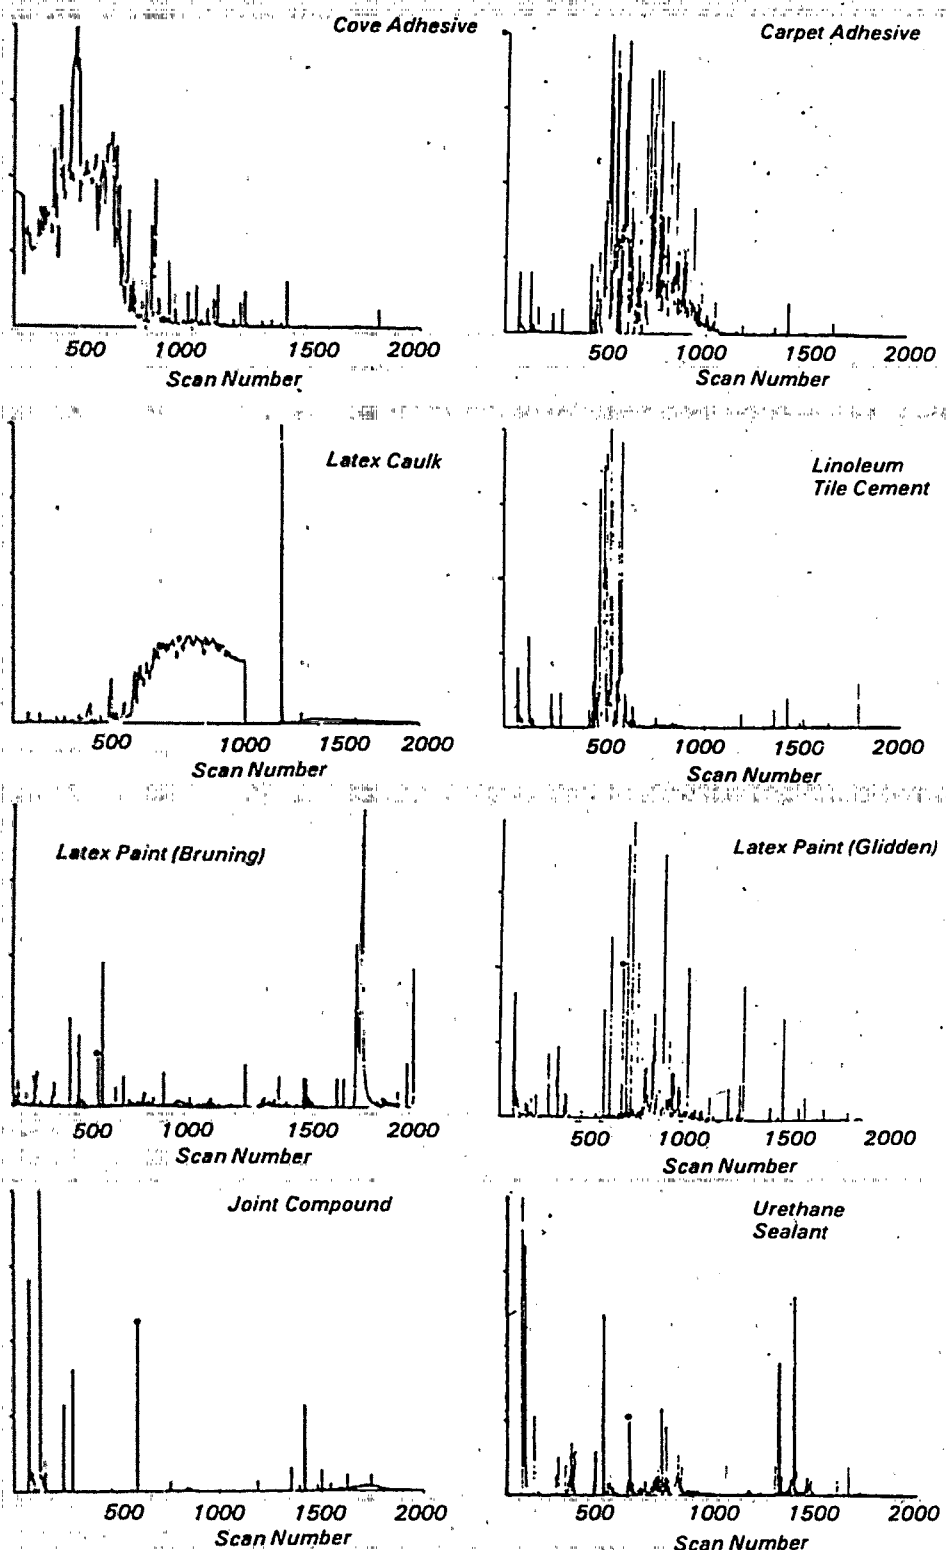 Cove Adhesive
500 1000 1500 2000
Scan Number
Carpet Adhesive
500 1000 1500 2000
Scan Number
Latex Caulk
500 1000 1500 2000
Scan Number
Linoleum
Tile Cement
500 1000 1500 2000
Scan Number
Latex Paint (Bruning)
500 1000 1500 2000
Scan Number
Latex Paint (Glidden)
500 1000 1500 2000
Scan Number
Joint Compound
500 1000 1500 2000
Scan Number
Urethane
Sealant
500 1000 1500 2000
Scan Number